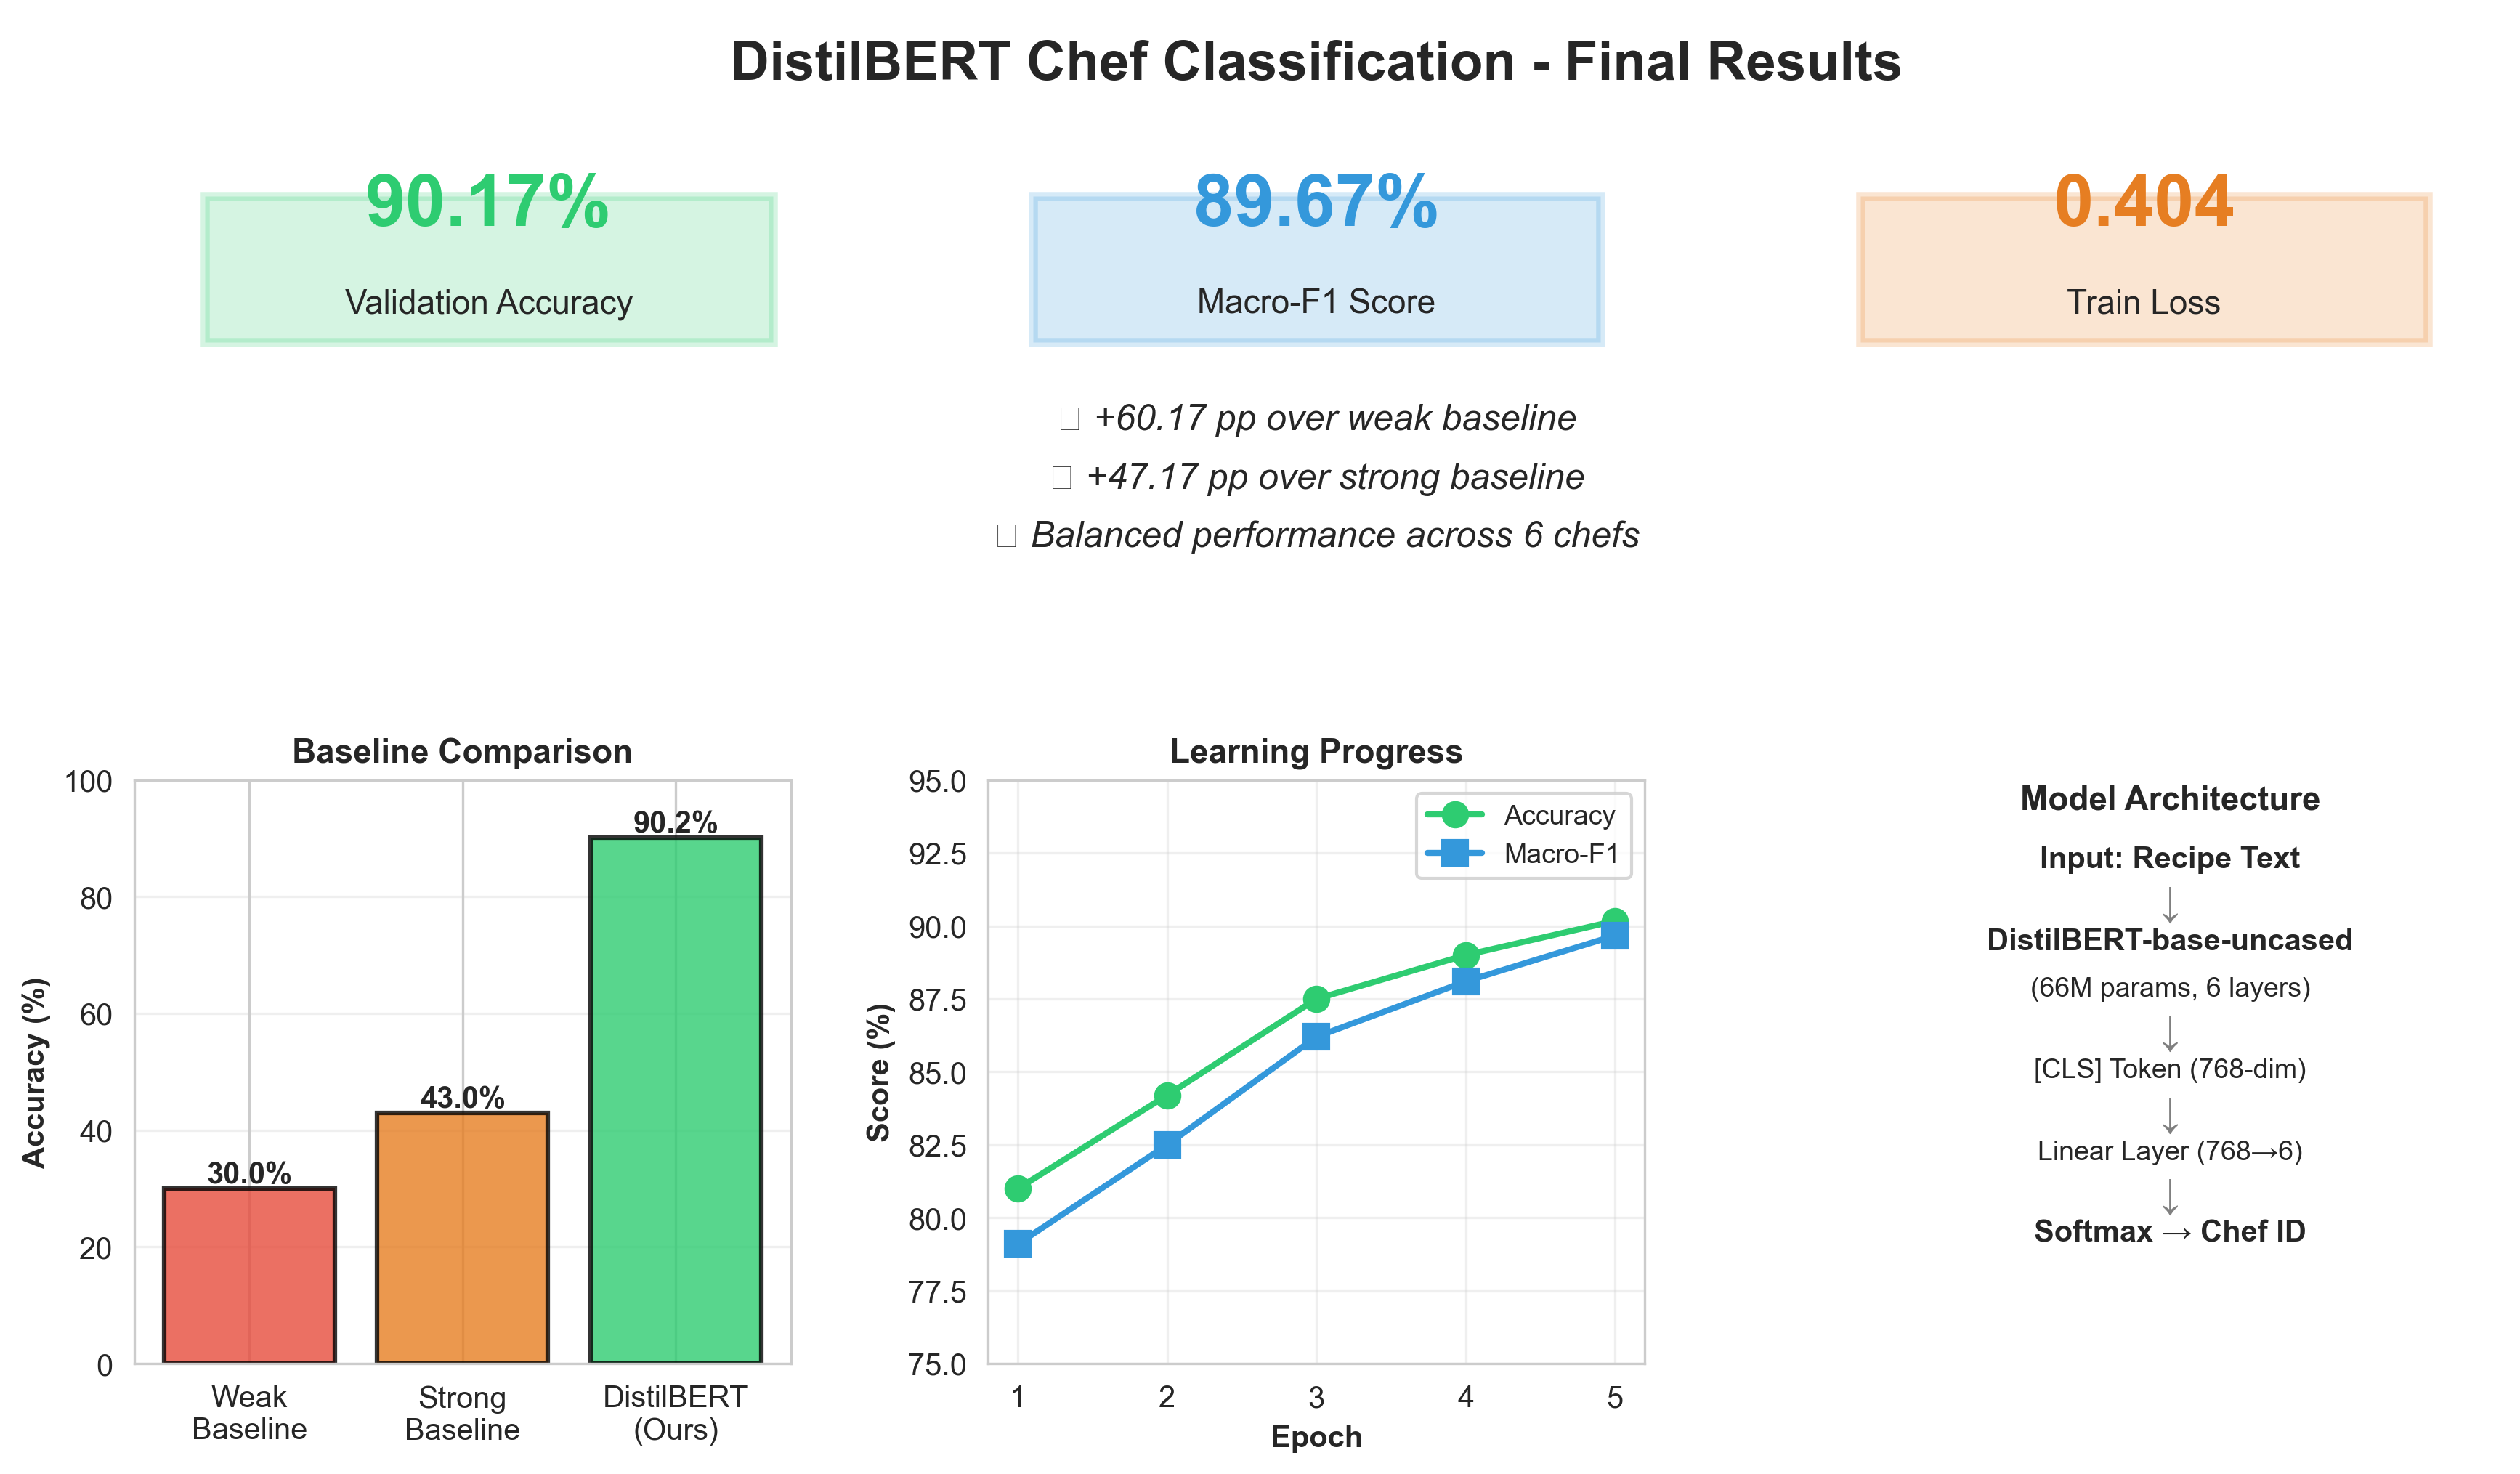 DistilBERT Chef Classification - Final Results
90.17%
Validation Accuracy
89.67%
Macro-F1 Score
0.404
Train Loss
+60.17 pp over weak baseline
+47.17 pp over strong baseline
Balanced performance across 6 chefs
Baseline Comparison
Accuracy (%)
100
80
60
40
20
0
30.0%
43.0%
90.2%
Weak
Baseline
Strong
Baseline
DistilBERT
(Ours)
Learning Progress
Score (%)
95.0
92.5
90.0
87.5
85.0
82.5
80.0
77.5
75.0
Accuracy
Macro-F1
1
2
3
4
5
Epoch
Model Architecture
Input: Recipe Text
↓
DistilBERT-base-uncased
(66M params, 6 layers)
↓
[CLS] Token (768-dim)
↓
Linear Layer (768→6)
↓
Softmax → Chef ID